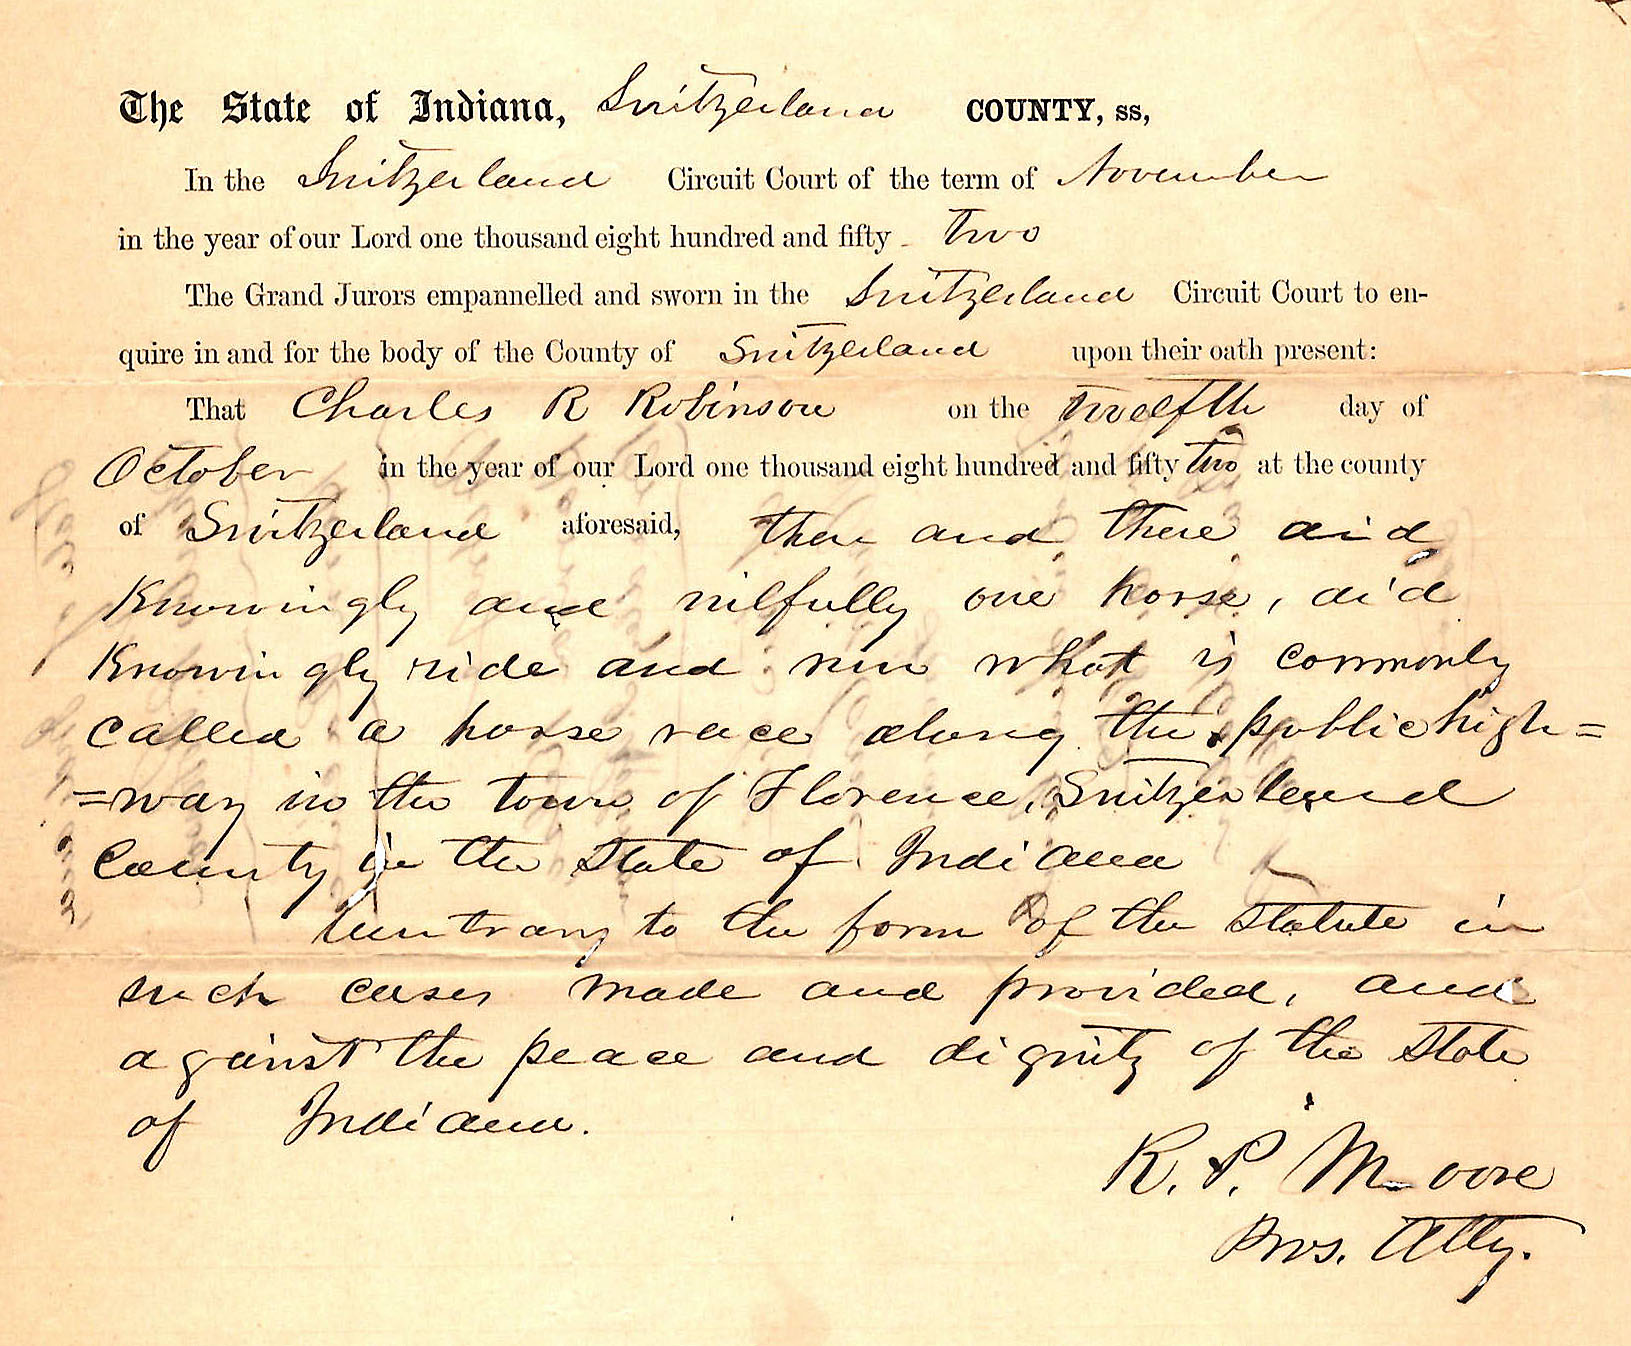 The State of Indiana, Switzerland COUNTY, ss,
In the Switzerland Circuit Court of the term of November
in the year of our Lord one thousand eight hundred and fifty - two
The Grand Jurors empannelled and sworn in the Switzerland Circuit Court to en-
quire in and for the body of the County of Switzerland upon their oath present:
That Charles R Robinson on the twelfth day of
October in the year of our Lord one thousand eight hundred and fifty two at the county
of Switzerland aforesaid, then and there did
Knowingly and wilfully one horse, did
Knowingly ride and run what is commonly
called a horse race along the public high=
=way in the town of Florence, Switzerland
County in the State of Indiana
Contrary to the form of the statute in
such cases made and provided, and
against the peace and dignity of the State
of Indiana.
R. P. Moore
Pros. Atty.